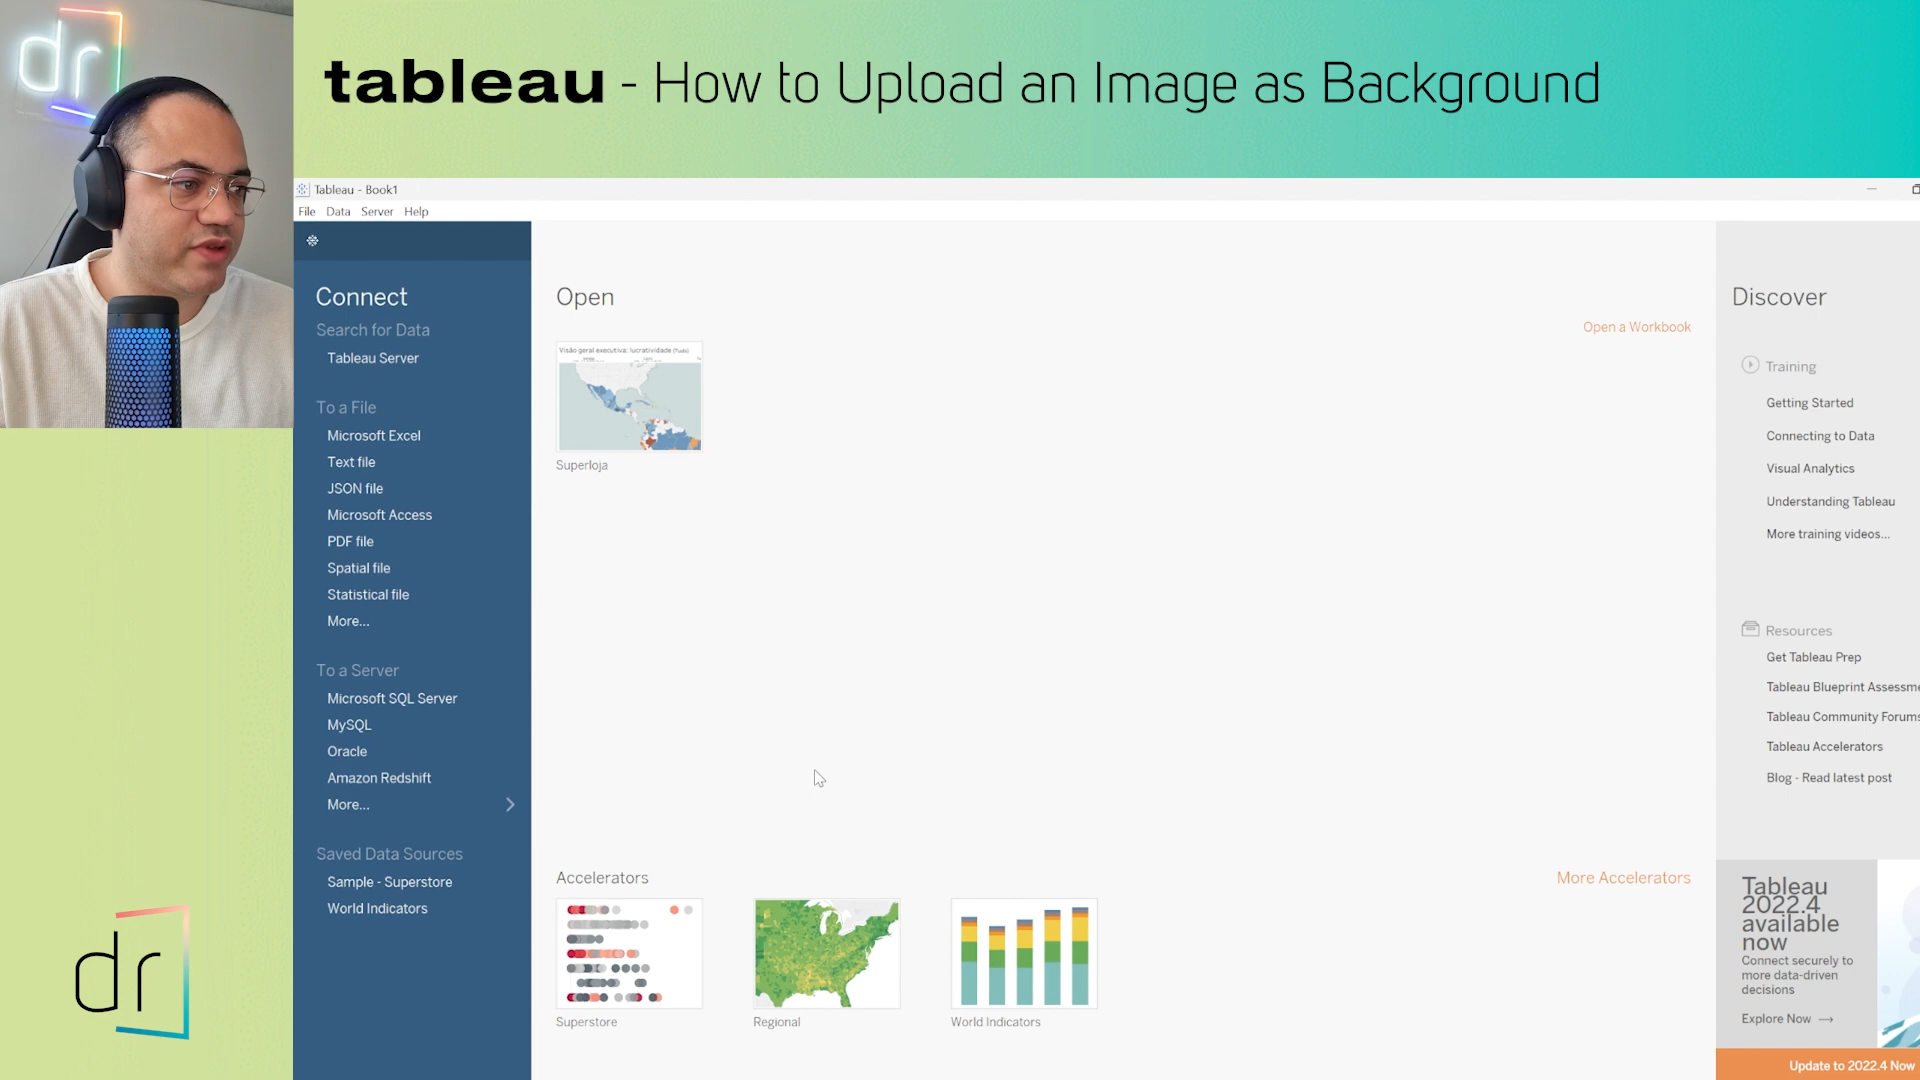 dr
tableau - How to Upload an Image as Background
Tableau - Book1
File Data Server Help
Connect
Search for Data
Tableau Server
To a File
Microsoft Excel
Text file
JSON file
Microsoft Access
PDF file
Spatial file
Statistical file
More...
To a Server
Microsoft SQL Server
MySQL
Oracle
Amazon Redshift
More...
Saved Data Sources
Sample - Superstore
World Indicators
Open
Open a Workbook
Visão geral executiva: lucratividade (Tudo)
Superloja
Accelerators
More Accelerators
Superstore
Regional
World Indicators
Discover
Training
Getting Started
Connecting to Data
Visual Analytics
Understanding Tableau
More training videos...
Resources
Get Tableau Prep
Tableau Blueprint Assessme
Tableau Community Forums
Tableau Accelerators
Blog - Read latest post
Tableau
2022.4
available
now
Connect securely to
more data-driven
decisions
Explore Now →
Update to 2022.4 Now
dr